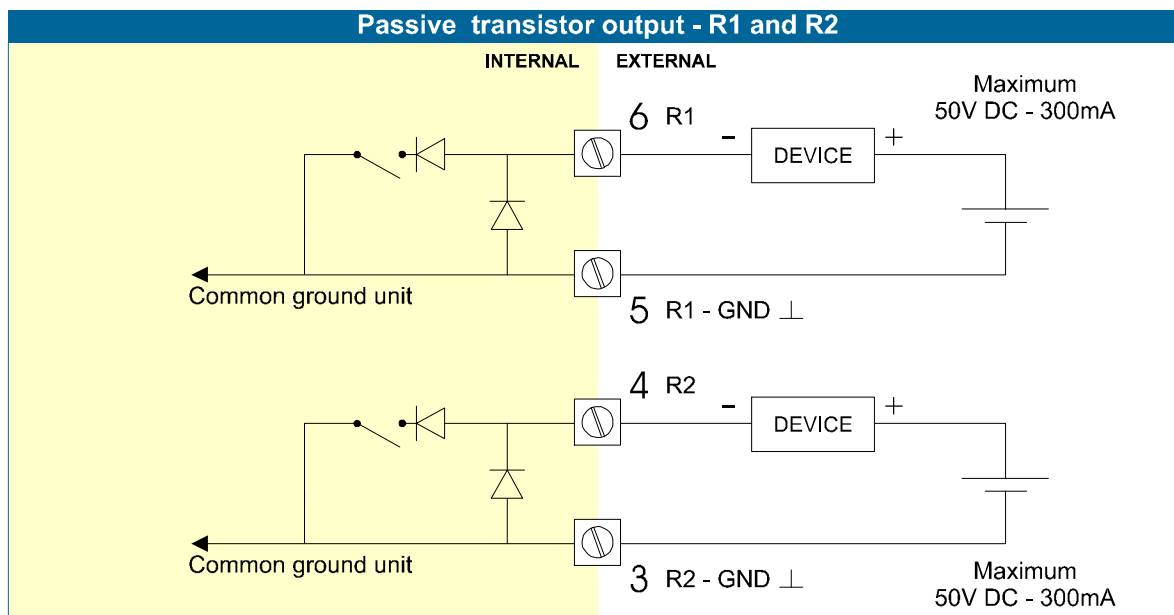 Passive transistor output - R1 and R2
INTERNAL EXTERNAL
Maximum
50V DC - 300mA
6 R1
- DEVICE +
Common ground unit
5 R1 - GND ⊥
4 R2
- DEVICE +
Common ground unit
3 R2 - GND ⊥
Maximum
50V DC - 300mA